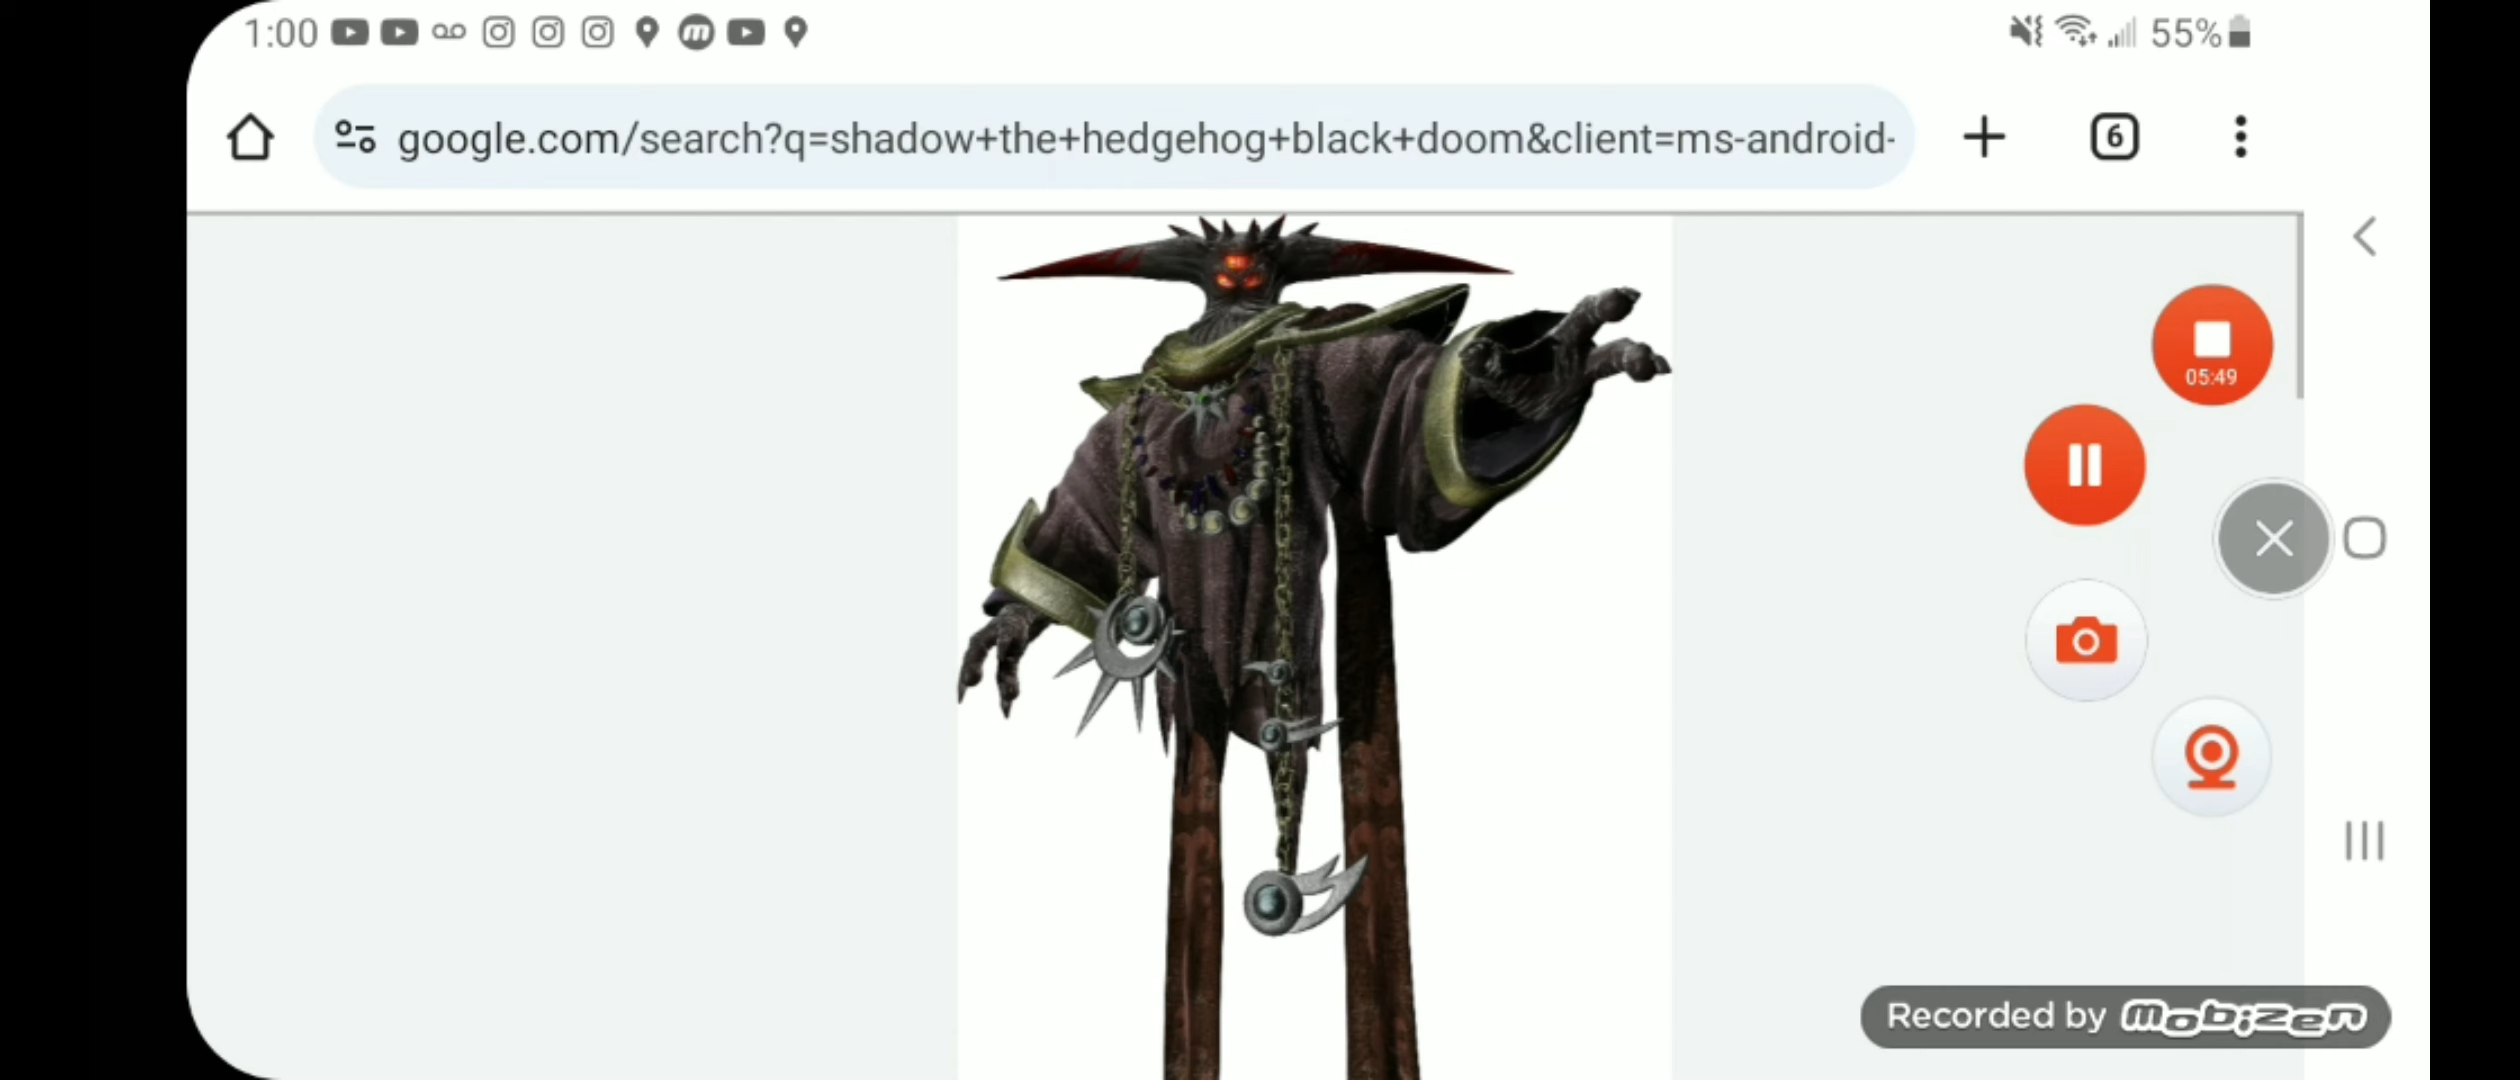 1:00
55%
google.com/search?q=shadow+the+hedgehog+black+doom&client=ms-android-
6
05:49
Recorded by mobizen